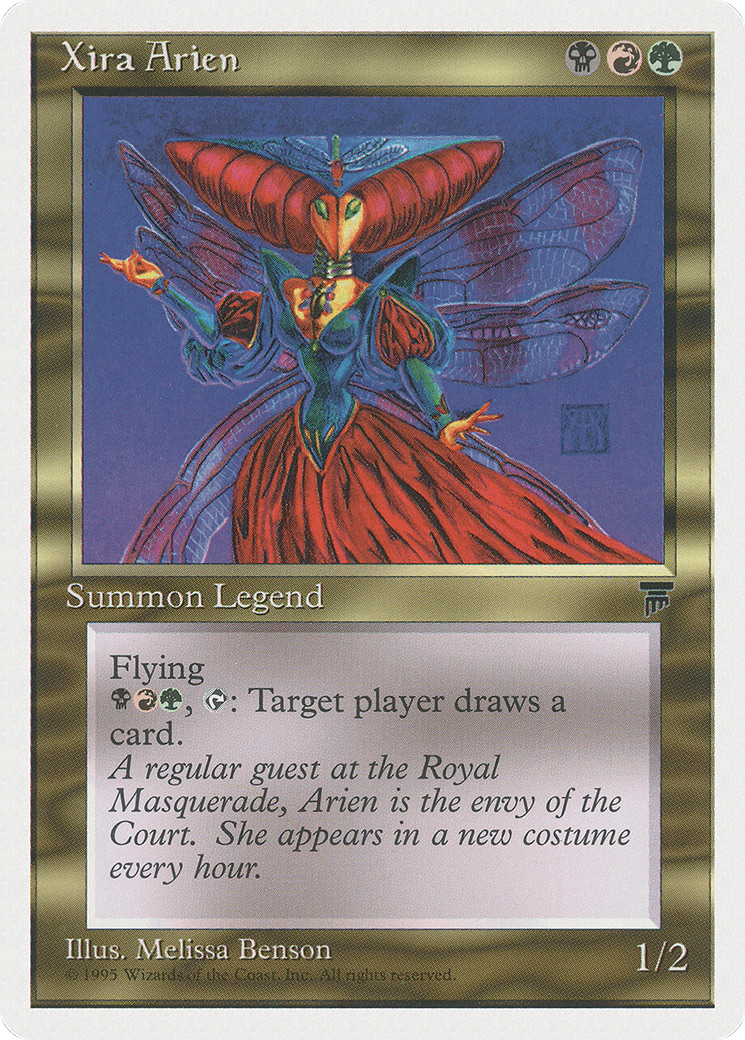 Xira Arien
Summon Legend
Flying
, : Target player draws a
card.
A regular guest at the Royal
Masquerade, Arien is the envy of the
Court. She appears in a new costume
every hour.
Illus. Melissa Benson
1/2
© 1995 Wizards of the Coast, Inc. All rights reserved.